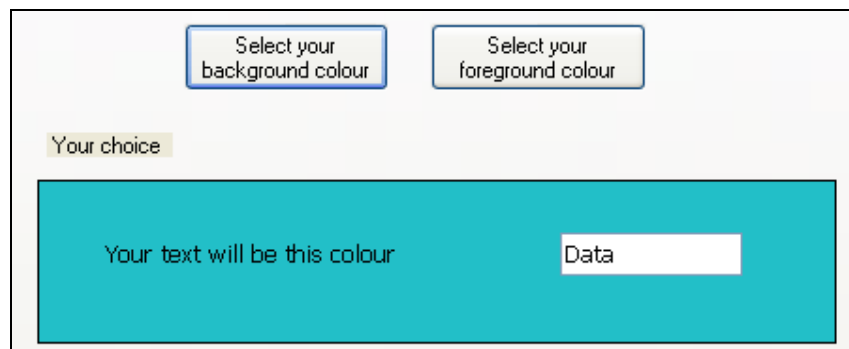 Select your
background colour
Select your
foreground colour
Your choice
Your text will be this colour
Data